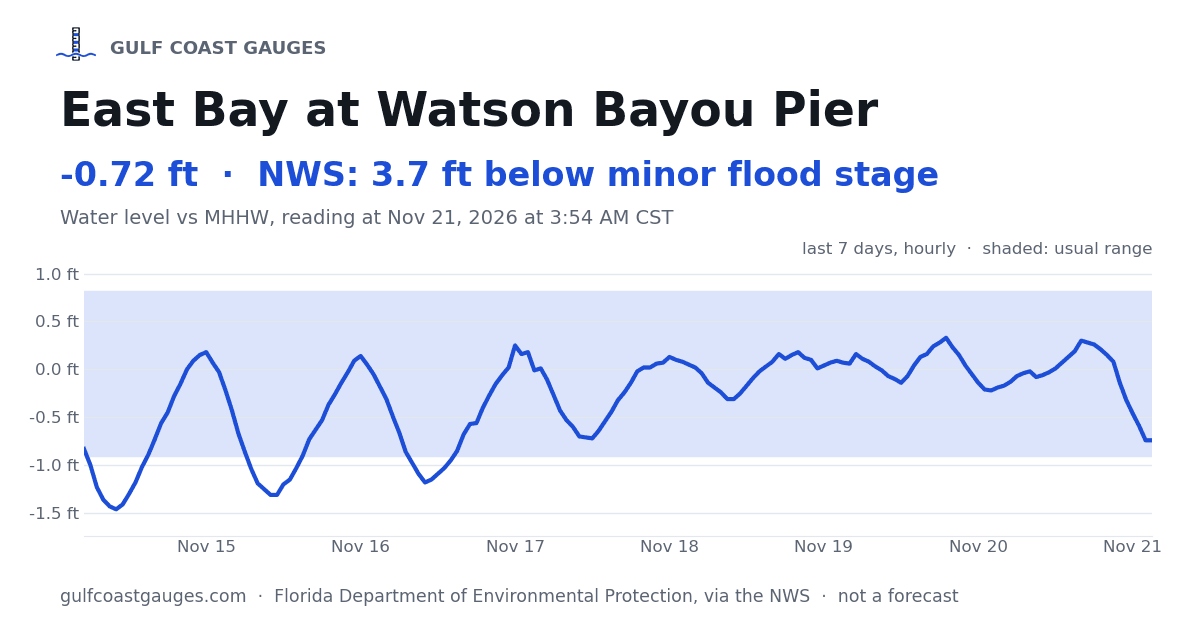 GULF COAST GAUGES
East Bay at Watson Bayou Pier
-0.72 ft · NWS: 3.7 ft below minor flood stage
Water level vs MHHW, reading at Nov 21, 2026 at 3:54 AM CST
last 7 days, hourly · shaded: usual range
1.0 ft
0.5 ft
0.0 ft
-0.5 ft
-1.0 ft
-1.5 ft
Nov 15 Nov 16 Nov 17 Nov 18 Nov 19 Nov 20 Nov 21
gulfcoastgauges.com · Florida Department of Environmental Protection, via the NWS · not a forecast